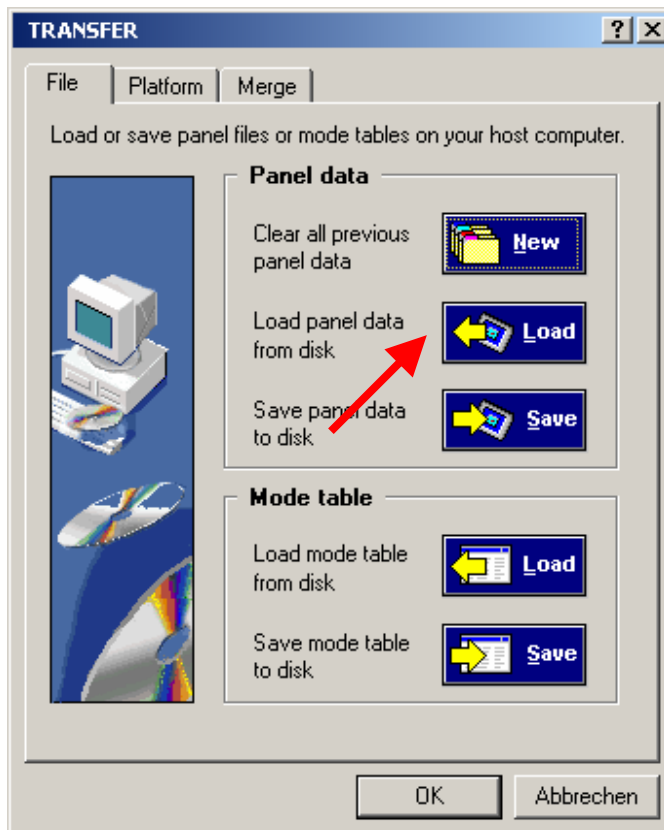 TRANSFER
File Platform Merge
Load or save panel files or mode tables on your host computer.
Panel data
Clear all previous
panel data
New
Load panel data
from disk
Load
Save panel data
to disk
Save
Mode table
Load mode table
from disk
Load
Save mode table
to disk
Save
OK Abbrechen